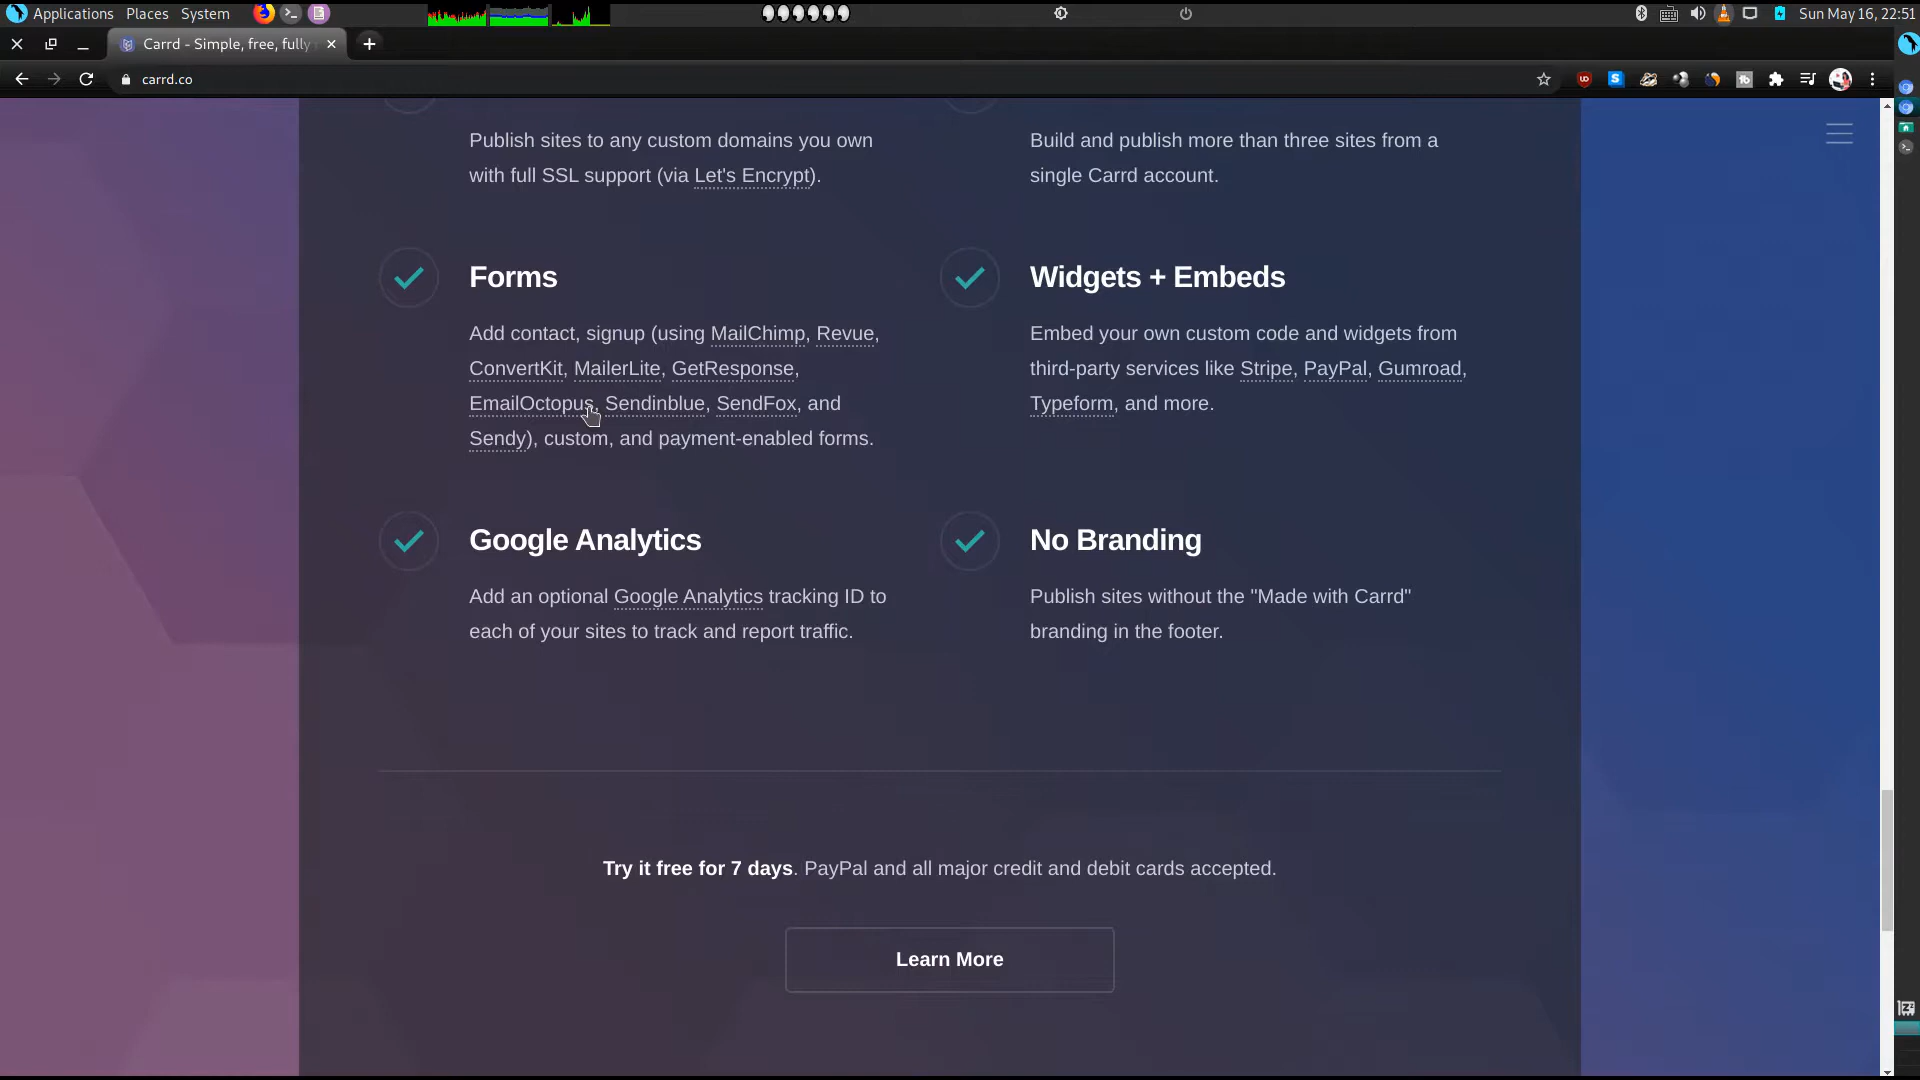 Applications Places System
Sun May 16, 22:51
Carrd - Simple, free, fully
carrd.co
Publish sites to any custom domains you own
with full SSL support (via Let's Encrypt).
Build and publish more than three sites from a
single Carrd account.
Forms
Add contact, signup (using MailChimp, Revue,
ConvertKit, MailerLite, GetResponse,
EmailOctopus, Sendinblue, SendFox, and
Sendy), custom, and payment-enabled forms.
Widgets + Embeds
Embed your own custom code and widgets from
third-party services like Stripe, PayPal, Gumroad,
Typeform, and more.
Google Analytics
Add an optional Google Analytics tracking ID to
each of your sites to track and report traffic.
No Branding
Publish sites without the "Made with Carrd"
branding in the footer.
Try it free for 7 days. PayPal and all major credit and debit cards accepted.
Learn More